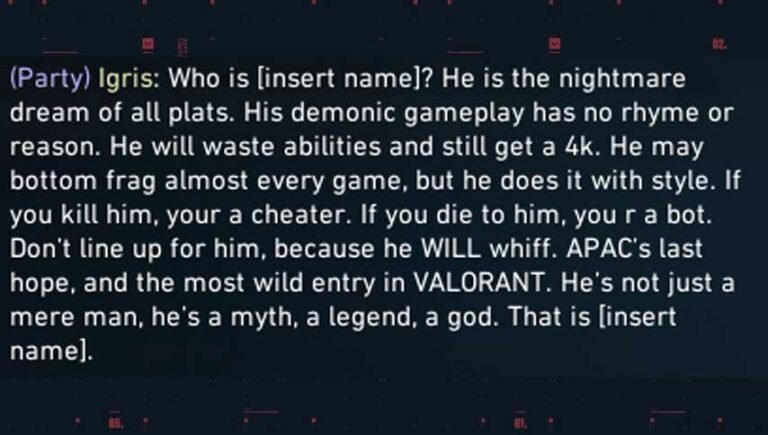 02.
(Party) Igris: Who is [insert name]? He is the nightmare
dream of all plats. His demonic gameplay has no rhyme or
reason. He will waste abilities and still get a 4k. He may
bottom frag almost every game, but he does it with style. If
you kill him, your a cheater. If you die to him, you r a bot.
Don't line up for him, because he WILL whiff. APAC's last
hope, and the most wild entry in VALORANT. He's not just a
mere man, he's a myth, a legend, a god. That is [insert
name].
05.
01.